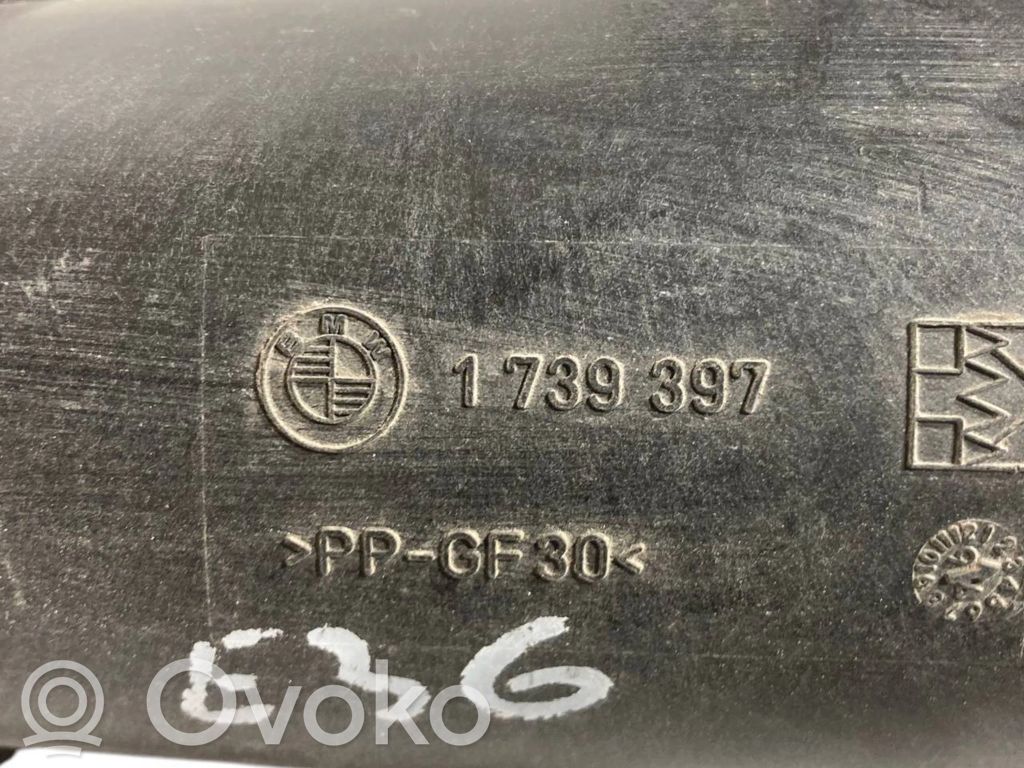 BMW 1 739 397
>PP-GF30<
E36
Ovoko